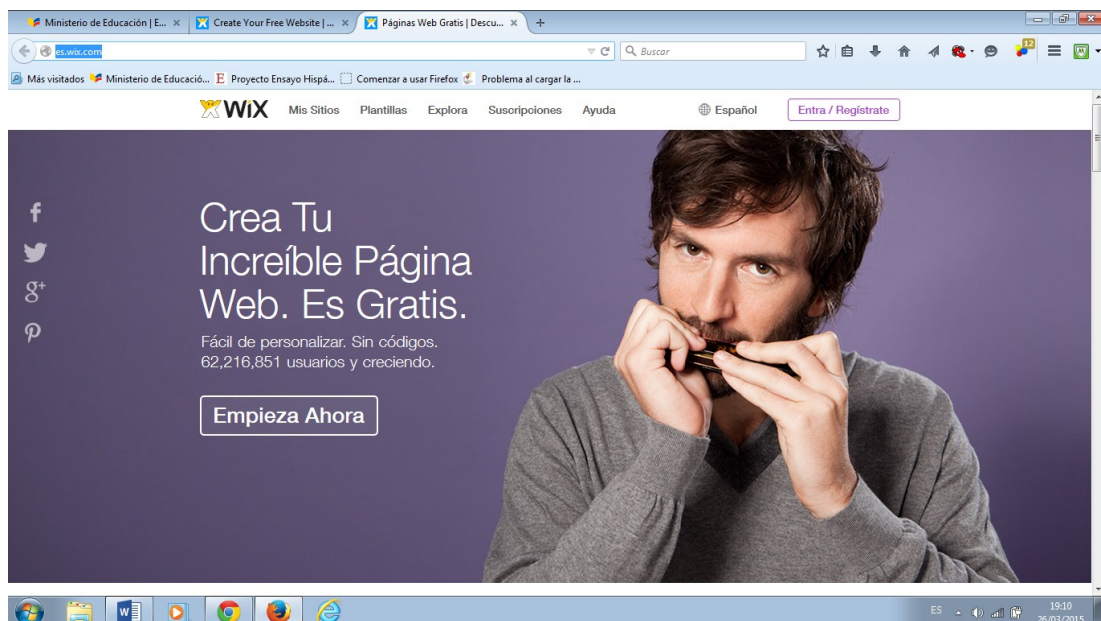 Ministerio de Educación | E...
Create Your Free Website | ...
Páginas Web Gratis | Descu...
es.wix.com
Buscar
12
Más visitados
Ministerio de Educació...
Proyecto Ensayo Hispá...
Comenzar a usar Firefox
Problema al cargar la ...
WiX
Mis Sitios
Plantillas
Explora
Suscripciones
Ayuda
Español
Entra / Regístrate
Crea Tu
Increíble Página
Web. Es Gratis.
Fácil de personalizar. Sin códigos.
62,216,851 usuarios y creciendo.
Empieza Ahora
ES
19:10
26/03/2015